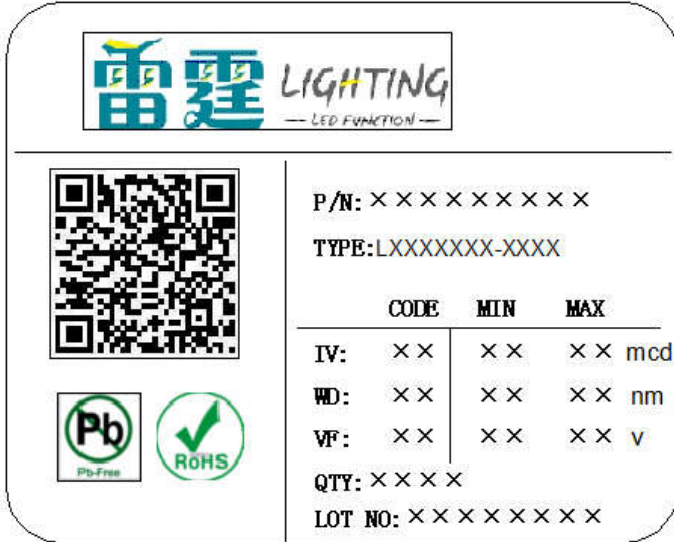 雷霆 LIGHTING
LED FUNCTION
P/N: ×××××××××
TYPE:LXXXXXXX-XXXX
CODE MIN MAX
IV: ×× ×× ×× mcd
WD: ×× ×× ×× nm
VF: ×× ×× ×× v
QTY: ××××
LOT NO: ××××××××
Pb
Pb-Free
RoHS